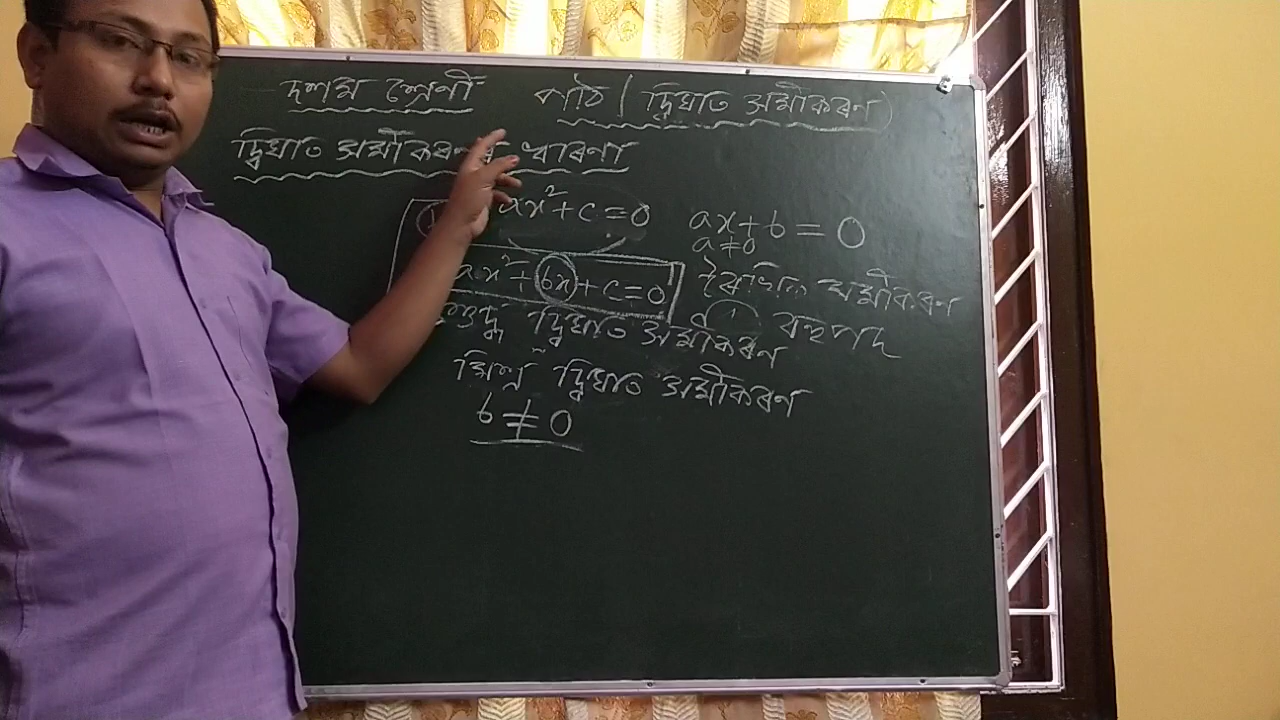 দশম শ্ৰেণী পাঠ (দ্বিঘাত সমীকৰণ)
দ্বিঘাত সমীকৰণৰ ধাৰণা
ax²+c=0
ax+b=0
a≠0
ax²+bx+c=0
ৰৈখিক সমীকৰণ
বহুপদ
শুদ্ধ দ্বিঘাত সমীকৰণ
মিশ্ৰ দ্বিঘাত সমীকৰণ
b≠0